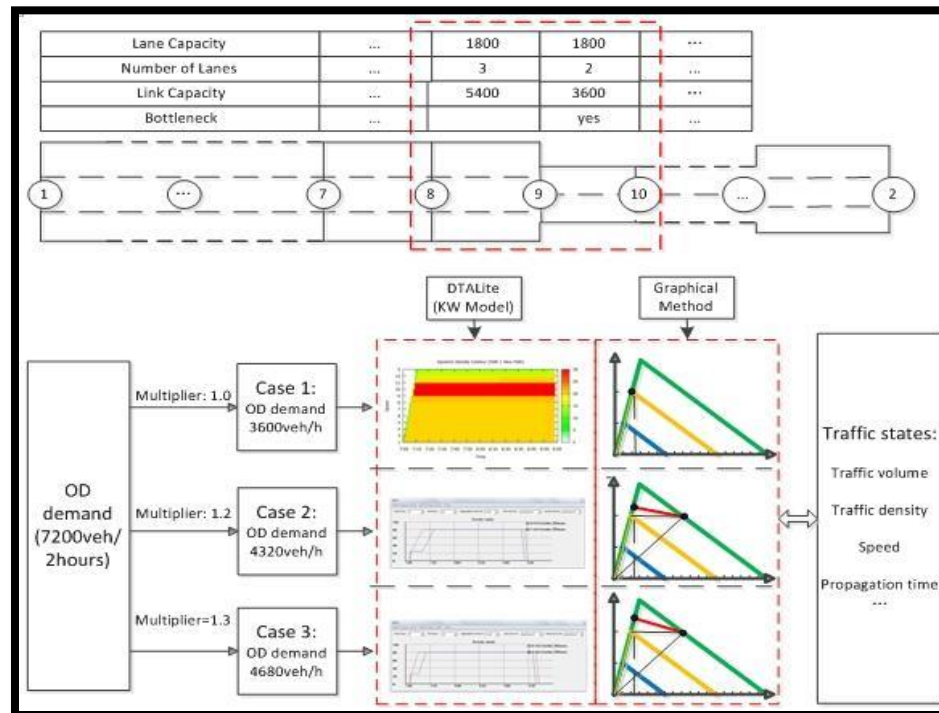 Lane Capacity ... 1800 1800 ...
Number of Lanes ... 3 2 ...
Link Capacity ... 5400 3600 ...
Bottleneck ... yes ...
1 ... 7 8 9 10 ... 2
DTALite
(KW Model)
Graphical
Method
OD
demand
(7200veh/
2hours)
Multiplier: 1.0
Case 1:
OD demand
3600veh/h
Multiplier: 1.2
Case 2:
OD demand
4320veh/h
Multiplier=1.3
Case 3:
OD demand
4680veh/h
Traffic states:
Traffic volume
Traffic density
Speed
Propagation time
...